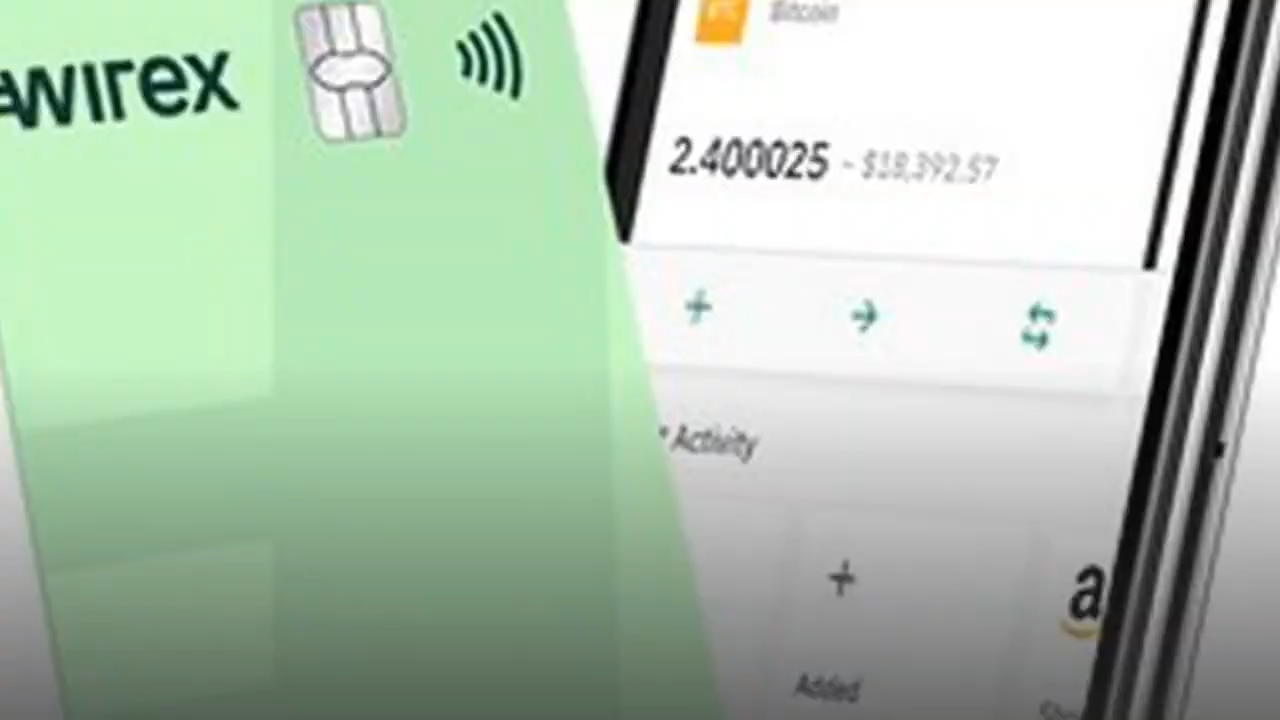 wirex
Bitcoin
2.400025 ~ $18,392.57
Activity
a
Added